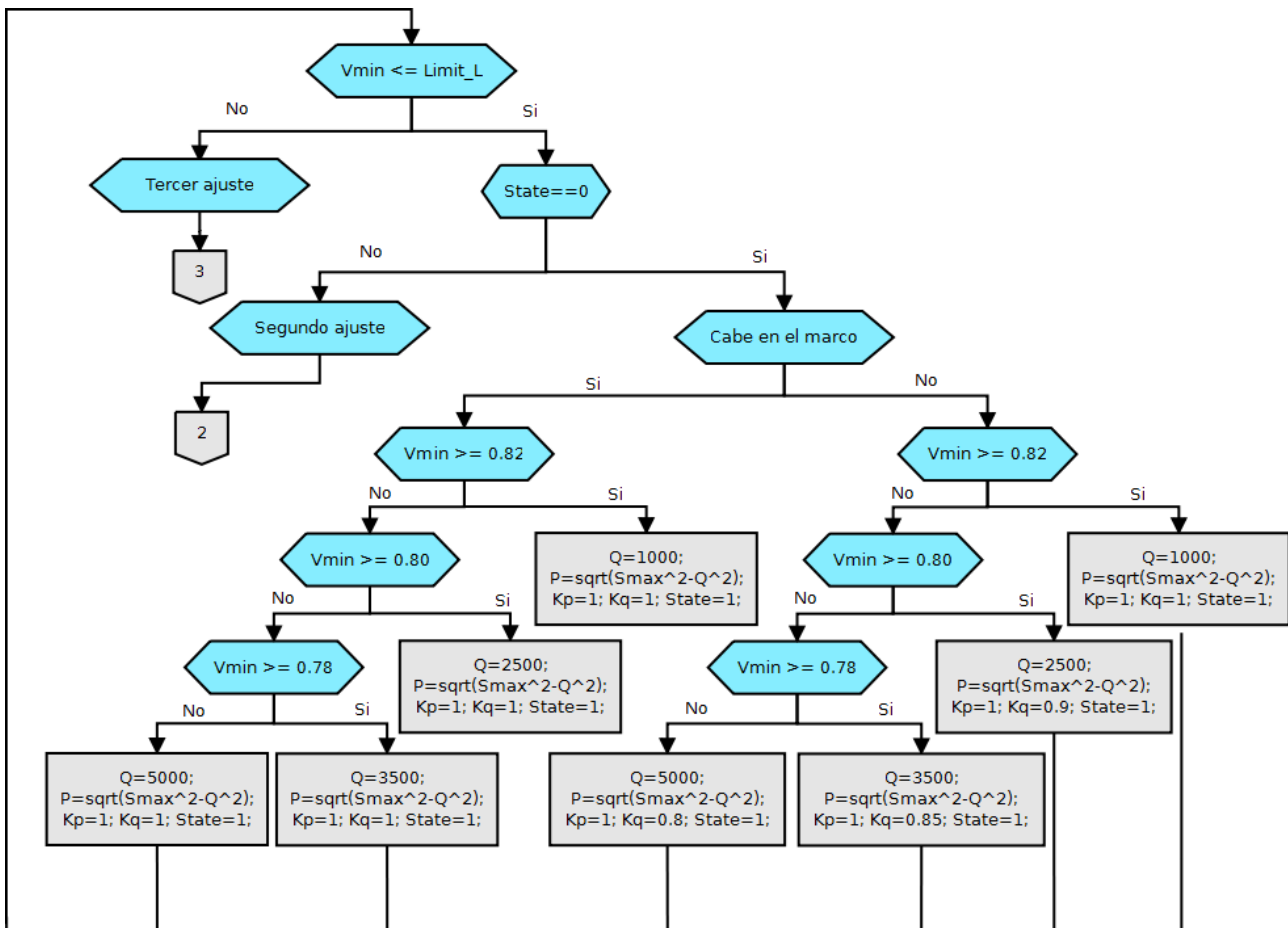 Vmin <= Limit_L
No
Si
Tercer ajuste
State==0
3
No
Si
Segundo ajuste
Cabe en el marco
2
Si
No
Vmin >= 0.82
Vmin >= 0.82
No
Si
No
Si
Vmin >= 0.80
Q=1000;
P=sqrt(Smax^2-Q^2);
Kp=1; Kq=1; State=1;
Vmin >= 0.80
Q=1000;
P=sqrt(Smax^2-Q^2);
Kp=1; Kq=1; State=1;
No
Si
No
Si
Vmin >= 0.78
Q=2500;
P=sqrt(Smax^2-Q^2);
Kp=1; Kq=1; State=1;
Vmin >= 0.78
Q=2500;
P=sqrt(Smax^2-Q^2);
Kp=1; Kq=0.9; State=1;
No
Si
No
Si
Q=5000;
P=sqrt(Smax^2-Q^2);
Kp=1; Kq=1; State=1;
Q=3500;
P=sqrt(Smax^2-Q^2);
Kp=1; Kq=1; State=1;
Q=5000;
P=sqrt(Smax^2-Q^2);
Kp=1; Kq=0.8; State=1;
Q=3500;
P=sqrt(Smax^2-Q^2);
Kp=1; Kq=0.85; State=1;